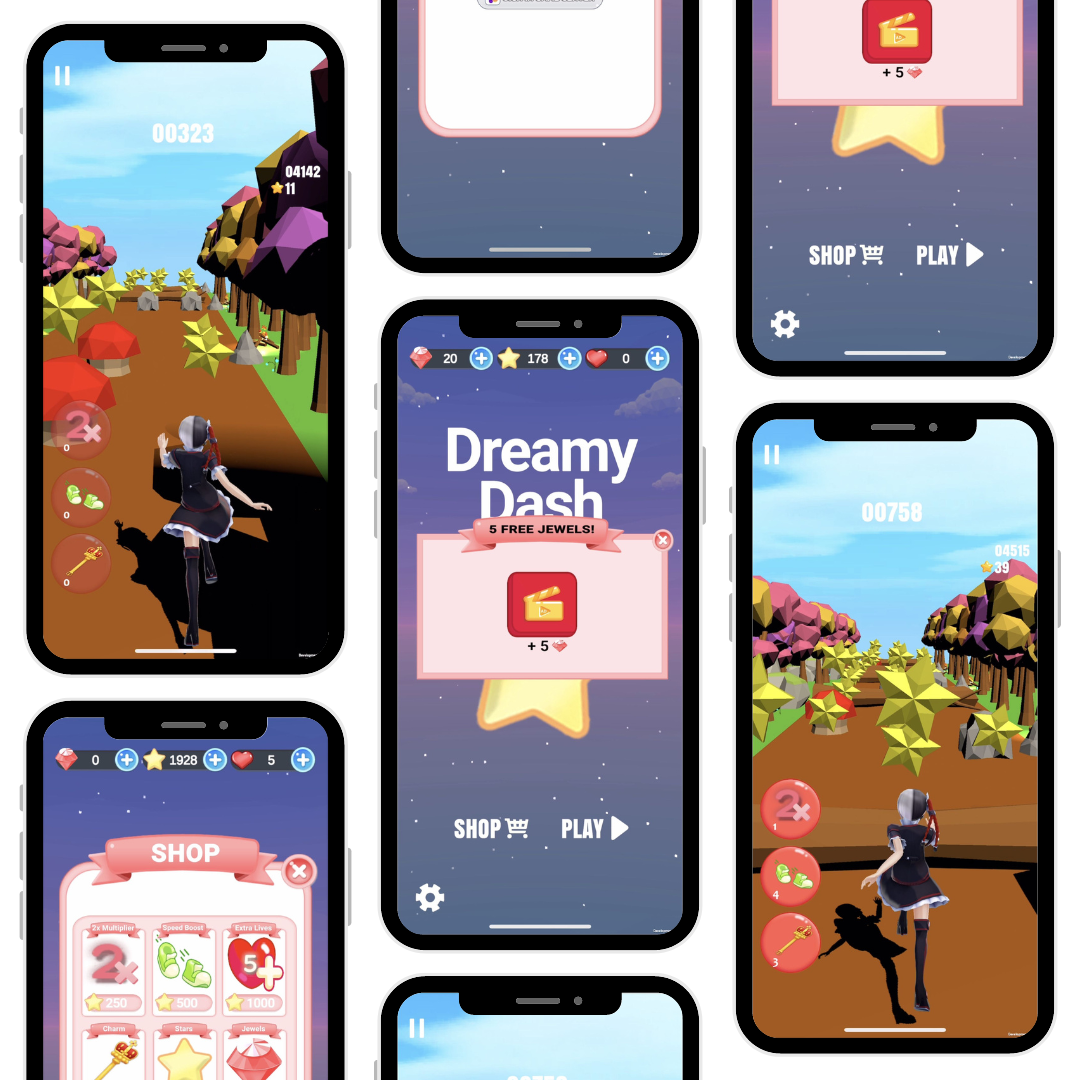 00323
04142
11
2x
0
0
0
0
1928
5
SHOP
2x Multiplier
Speed Boost
Extra Lives
2x
5+
250
500
1000
Charm
Stars
Jewels
20
178
0
Dreamy
Dash
5 FREE JEWELS!
+ 5
SHOP
PLAY
+ 5
SHOP
PLAY
00758
04515
39
2x
1
4
3